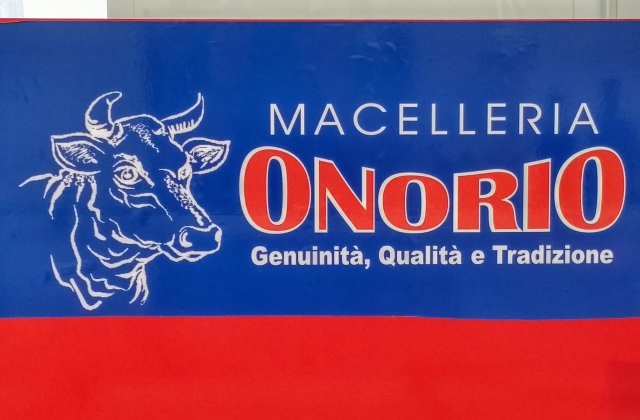 MACELLERIA
ONORIO
Genuinità, Qualità e Tradizione